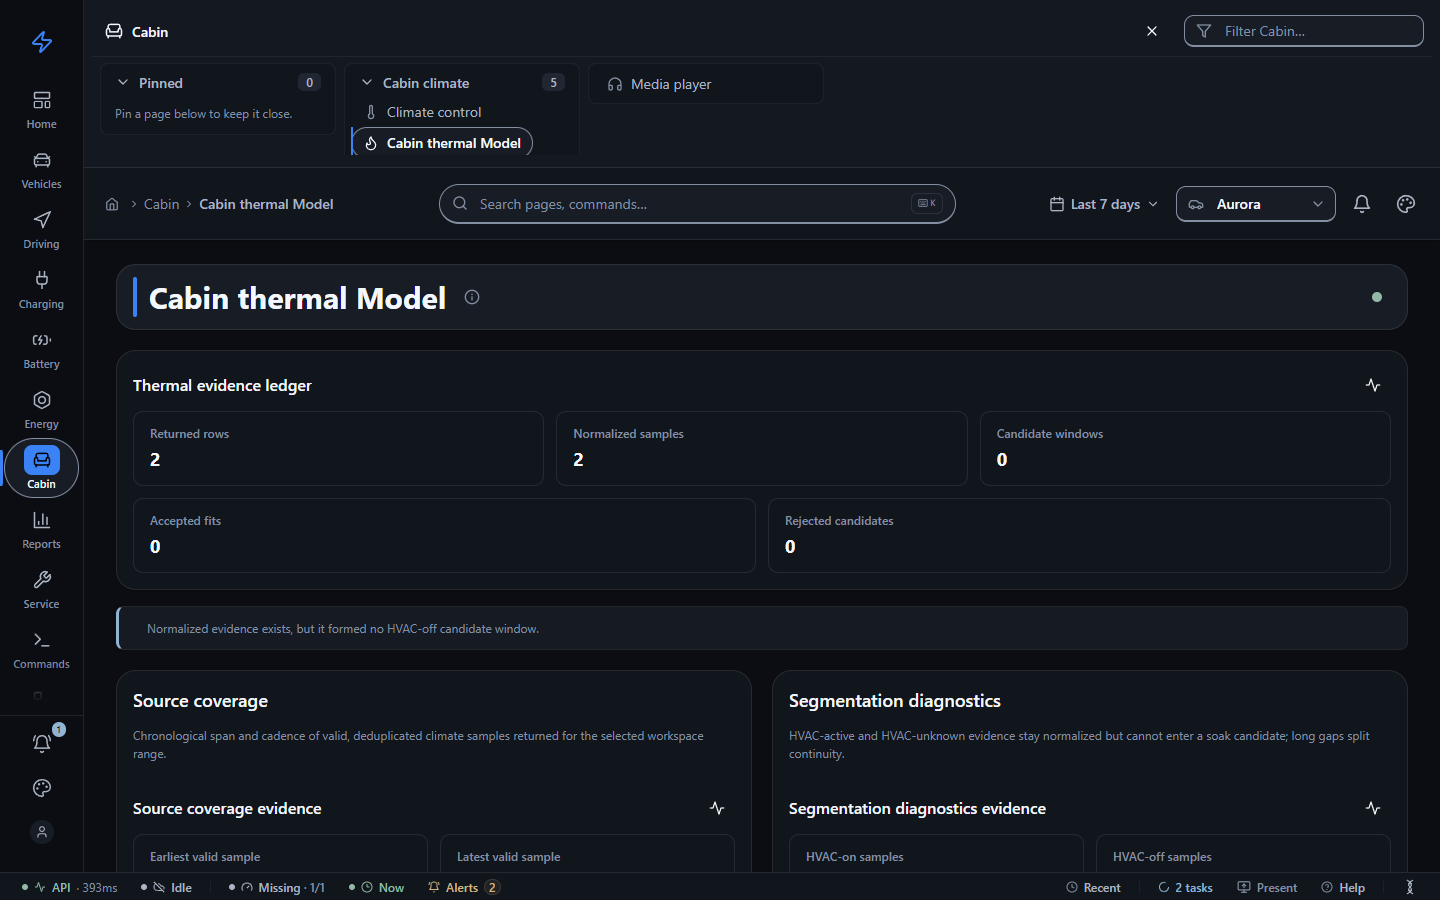 Cabin
Filter Cabin...
Pinned
0
Pin a page below to keep it close.
Cabin climate
5
Climate control
Cabin thermal Model
Media player
Home
Vehicles
Driving
Charging
Battery
Energy
Cabin
Reports
Service
Commands
1
Cabin
Cabin thermal Model
Search pages, commands...
K
Last 7 days
Aurora
Cabin thermal Model
Thermal evidence ledger
Returned rows
2
Normalized samples
2
Candidate windows
0
Accepted fits
0
Rejected candidates
0
Normalized evidence exists, but it formed no HVAC-off candidate window.
Source coverage
Chronological span and cadence of valid, deduplicated climate samples returned for the selected workspace
range.
Source coverage evidence
Earliest valid sample
Latest valid sample
Segmentation diagnostics
HVAC-active and HVAC-unknown evidence stay normalized but cannot enter a soak candidate; long gaps split
continuity.
Segmentation diagnostics evidence
HVAC-on samples
HVAC-off samples
API · 393ms
Idle
Missing · 1/1
Now
Alerts 2
Recent
2 tasks
Present
Help